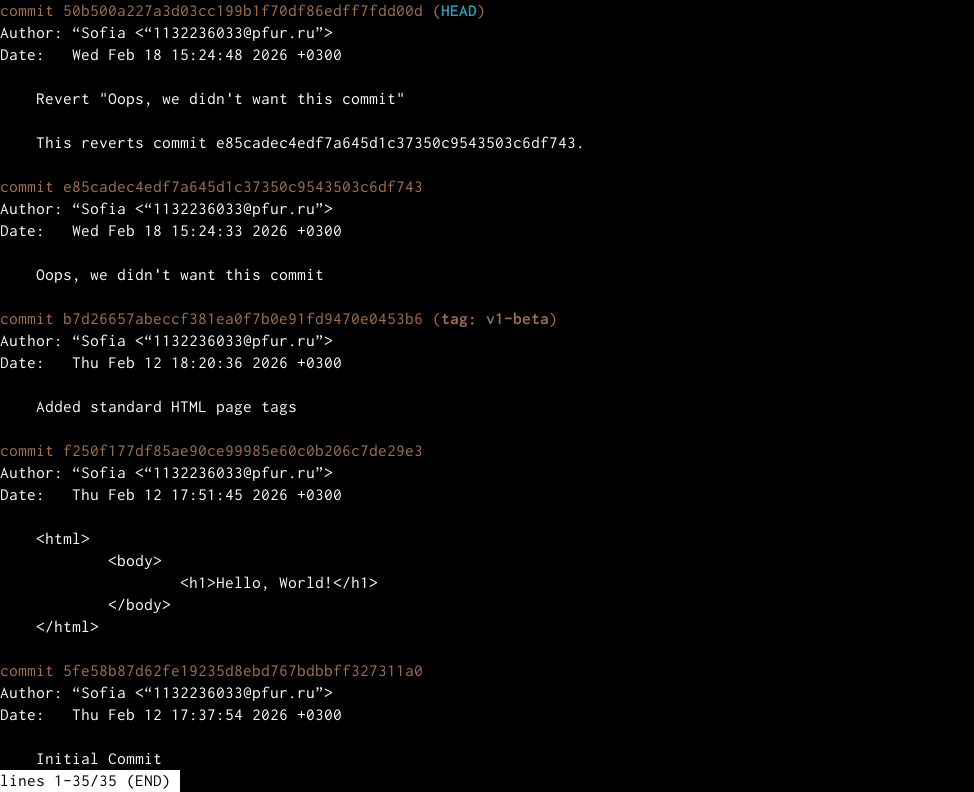 commit 50b500a227a3d03cc199b1f70df86edff7fdd00d (HEAD)
Author: “Sofia <“1132236033@pfur.ru”>
Date:   Wed Feb 18 15:24:48 2026 +0300

    Revert "Oops, we didn't want this commit"

    This reverts commit e85cadec4edf7a645d1c37350c9543503c6df743.

commit e85cadec4edf7a645d1c37350c9543503c6df743
Author: “Sofia <“1132236033@pfur.ru”>
Date:   Wed Feb 18 15:24:33 2026 +0300

    Oops, we didn't want this commit

commit b7d26657abeccf381ea0f7b0e91fd9470e0453b6 (tag: v1-beta)
Author: “Sofia <“1132236033@pfur.ru”>
Date:   Thu Feb 12 18:20:36 2026 +0300

    Added standard HTML page tags

commit f250f177df85ae90ce99985e60c0b206c7de29e3
Author: “Sofia <“1132236033@pfur.ru”>
Date:   Thu Feb 12 17:51:45 2026 +0300

    <html>
            <body>
                    <h1>Hello, World!</h1>
            </body>
    </html>

commit 5fe58b87d62fe19235d8ebd767bdbbff327311a0
Author: “Sofia <“1132236033@pfur.ru”>
Date:   Thu Feb 12 17:37:54 2026 +0300

    Initial Commit
lines 1-35/35 (END)